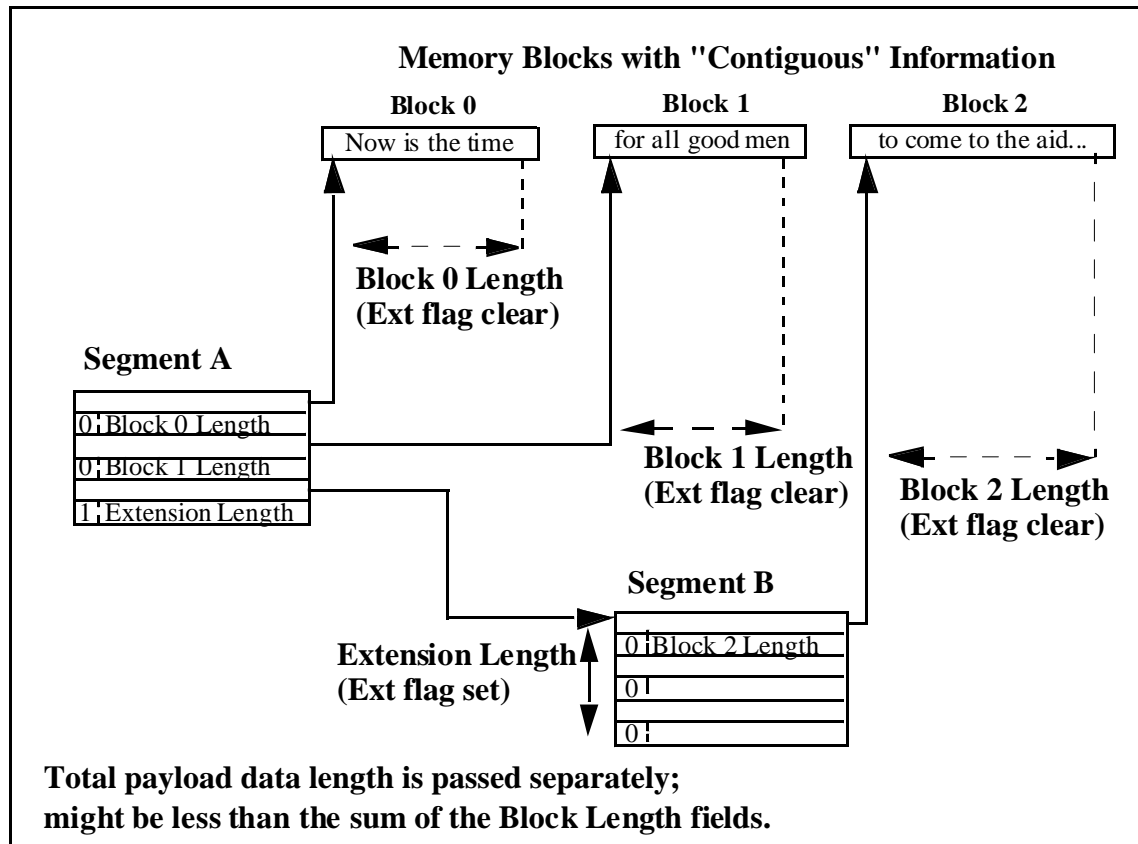 Memory Blocks with "Contiguous" Information
Block 0
Block 1
Block 2
Now is the time
for all good men
to come to the aid...
Block 0 Length
(Ext flag clear)
Segment A
0 Block 0 Length
0 Block 1 Length
1 Extension Length
Block 1 Length
(Ext flag clear)
Block 2 Length
(Ext flag clear)
Segment B
Extension Length
(Ext flag set)
0 Block 2 Length
0
0
Total payload data length is passed separately;
might be less than the sum of the Block Length fields.